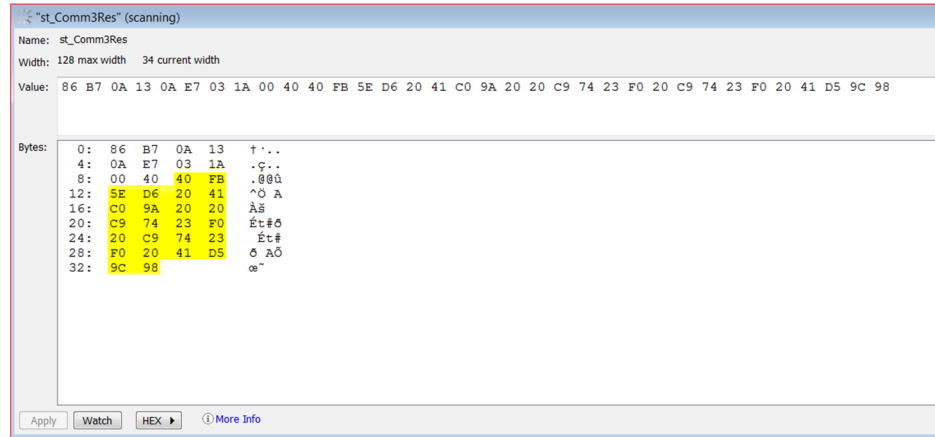 "st_Comm3Res" (scanning)
Name: st_Comm3Res
Width: 128 max width 34 current width
Value: 86 B7 0A 13 0A E7 03 1A 00 40 40 FB 5E D6 20 41 C0 9A 20 20 C9 74 23 F0 20 C9 74 23 F0 20 41 D5 9C 98
Bytes: 0: 86 B7 0A 13 †·..
4: 0A E7 03 1A .ç..
8: 00 40 40 FB .@@û
12: 5E D6 20 41 ^Ö A
16: C0 9A 20 20 Àš
20: C9 74 23 F0 Ét#ð
24: 20 C9 74 23 Ét#
28: F0 20 41 D5 ð AÕ
32: 9C 98 œ˜
Apply Watch HEX More Info